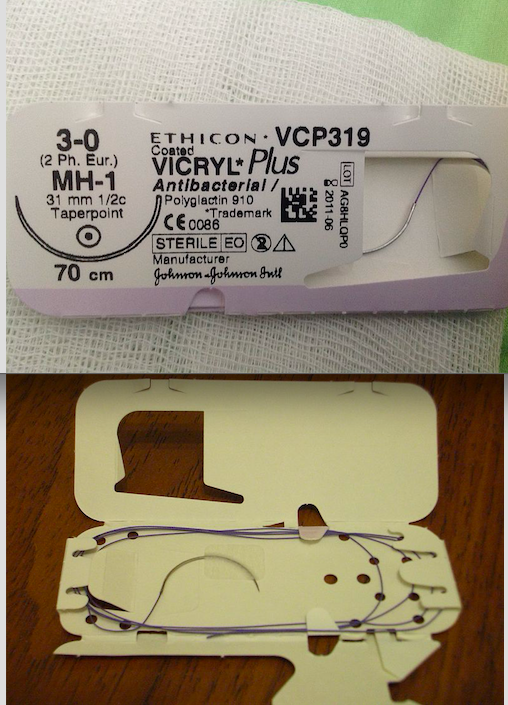 3-0
(2 Ph. Eur.)
MH-1
31 mm 1/2c
Taperpoint
70 cm
ETHICON · VCP319
Coated
VICRYL* Plus
Antibacterial /
Polyglactin 910
*Trademark
CE 0086
STERILE EO 2
Manufacturer
Johnson & Johnson Intl
LOT AG8HLQP0
2011-06